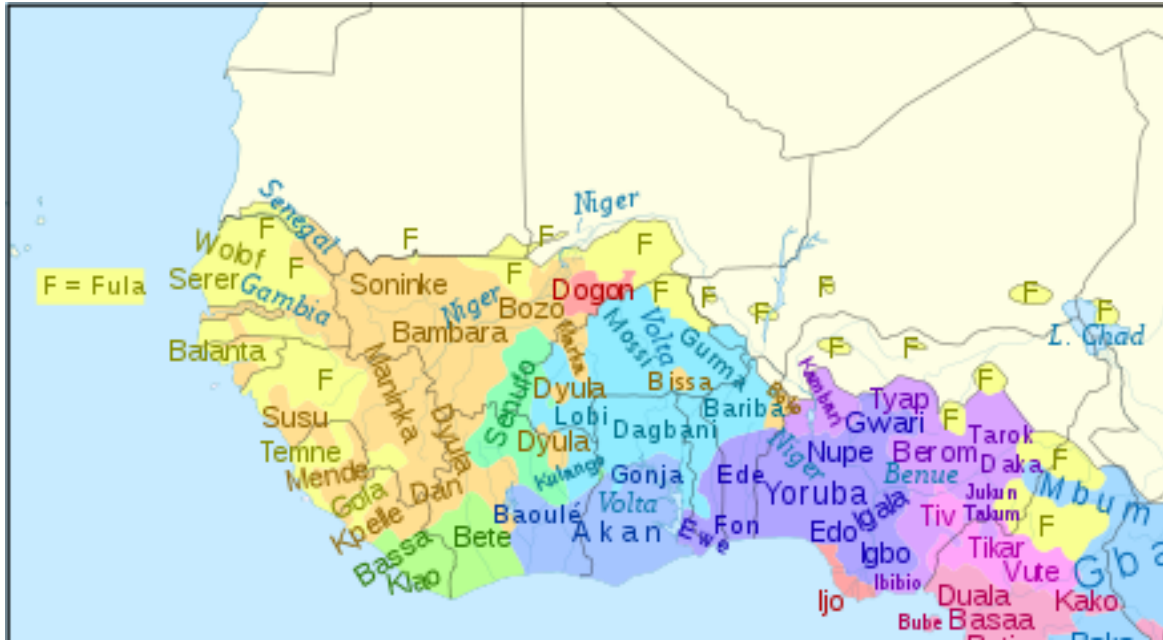 Niger
Senegal
F
Wolof
F
F
F
F
F = Fula
Serer
Gambia
Soninke
Niger
F
Bozo
Dogon
F
F
F
F
F
F
L. Chad
Bambara
Marka
Mossi
Volta
Gurma
Balanta
Maninka
F
F
F
F
Senufo
Dyula
Bissa
Bariba
Kamban
Tyap
F
Susu
Dyula
Lobi
Dagbani
Gwari
Tarok
Temne
Dyula
Niger
Nupe
Berom
Daka
F
Mende
Gola
Dan
Kulango
Gonja
Ede
Yoruba
Benue
Jukun
Takum
Mbum
Kpelle
Baoulé
Volta
Akan
Ewe
Fon
Edo
Igala
Tiv
F
Bassa
Bete
Igbo
Tikar
Gba
Klao
Ibibio
Vute
Ijo
Duala
Kako
Bube
Basaa